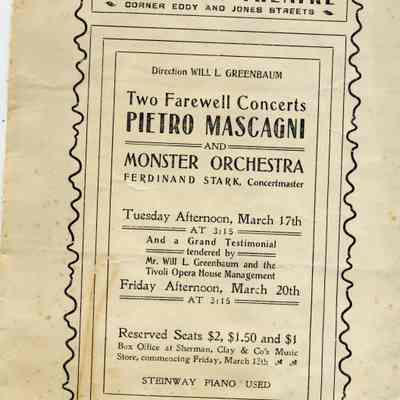 CORNER EDDY AND JONES STREETS
Direction WILL L. GREENBAUM
Two Farewell Concerts
PIETRO MASCAGNI
AND
MONSTER ORCHESTRA
FERDINAND STARK, Concertmaster
Tuesday Afternoon, March 17th
AT 3:15
And a Grand Testimonial
tendered by
Mr. Will L. Greenbaum and the
Tivoli Opera House Management
Friday Afternoon, March 20th
AT 3:15
Reserved Seats $2, $1.50 and $1
Box Office at Sherman, Clay & Co's Music
Store, commencing Friday, March 13th
STEINWAY PIANO USED